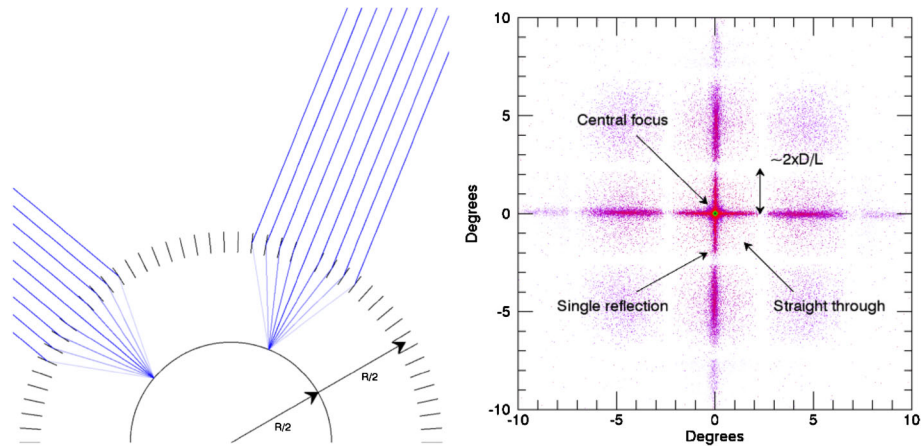 R/2
R/2
10
5
0
-5
-10
Degrees
Central focus
~2xD/L
Single reflection
Straight through
-10
-5
0
5
10
Degrees